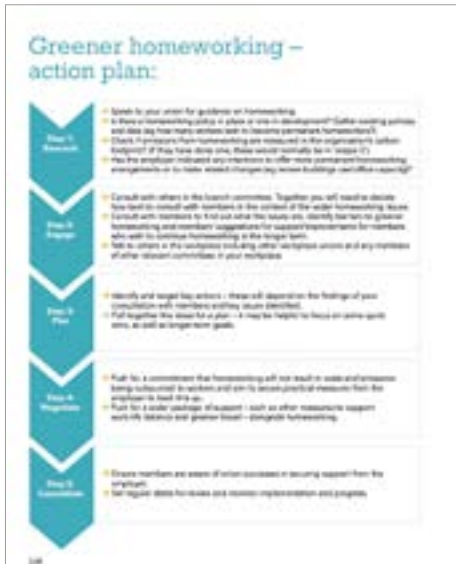 Greener homeworking –
action plan:
Step 1:
Research
Speak to your union for guidance on homeworking.
Is there a homeworking policy in place or one in development? Gather existing policies
and data (eg how many workers wish to become permanent homeworkers?)
Check if emissions from homeworking are measured in the organisation's carbon
footprint? (if they have done one, these would normally be in 'scope 3').
Has the employer indicated any intentions to offer more permanent homeworking
arrangements or to make related changes (eg review buildings and office capacity)?
Step 2:
Engage
Consult with others in the branch committee. Together you will need to decide
how best to consult with members in the context of the wider homeworking issues.
Consult with members to find out what the issues are, identify barriers to greener
homeworking and members' suggestions for support/improvements for members
who wish to continue homeworking in the longer term.
Talk to others in the workplace including other workplace unions and any members
of other relevant committees in your workplace.
Step 3:
Plan
Identify and target key actions – these will depend on the findings of your
consultation with members and key issues identified.
Pull together the ideas for a plan – it may be helpful to focus on some quick
wins, as well as longer-term goals.
Step 4:
Negotiate
Push for a commitment that homeworking will not result in costs and emissions
being outsourced to workers and aim to secure practical measures from the
employer to back this up.
Push for a wider package of support – such as other measures to support
work-life balance and greener travel – alongside homeworking.
Step 5:
Ensure members are aware of union successes in securing support from the
employer.
Set regular dates for review and monitor implementation and progress.